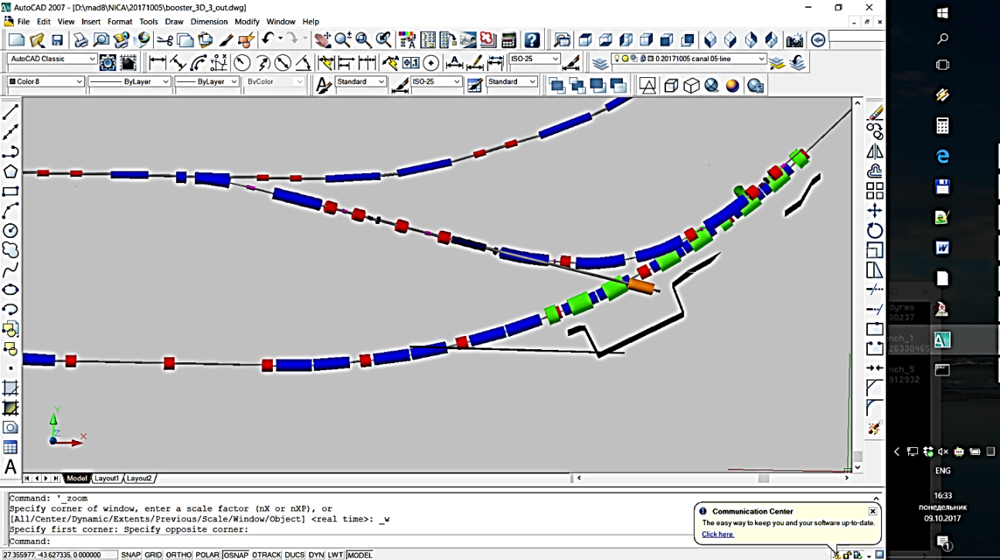 AutoCAD 2007 - [D:\mad8\NICA\20171005\booster_3D_3_out.dwg]
File Edit View Insert Format Tools Draw Dimension Modify Window Help
AutoCAD Classic ISO-25 0 20171005 canal 05-line
Color 8 ByLayer ByLayer ByColor Standard ISO-25 Standard
Y
Z
X
Model Layout1 Layout2
Command: '_zoom
Specify corner of window, enter a scale factor (nX or nXP), or
[All/Center/Dynamic/Extents/Previous/Scale/Window/Object] <real time>: _w
Specify first corner: Specify opposite corner:
Command:
Communication Center
The easy way to keep you and your software up-to-date.
Click here.
27.355977, -43.627335, 0.000000 SNAP GRID ORTHO POLAR OSNAP OTRACK DUCS DYN LWT MODEL
dyrms
80237
nch_1
26330465
nch_5
912932
ENG
16:33
понедельник
09.10.2017
1